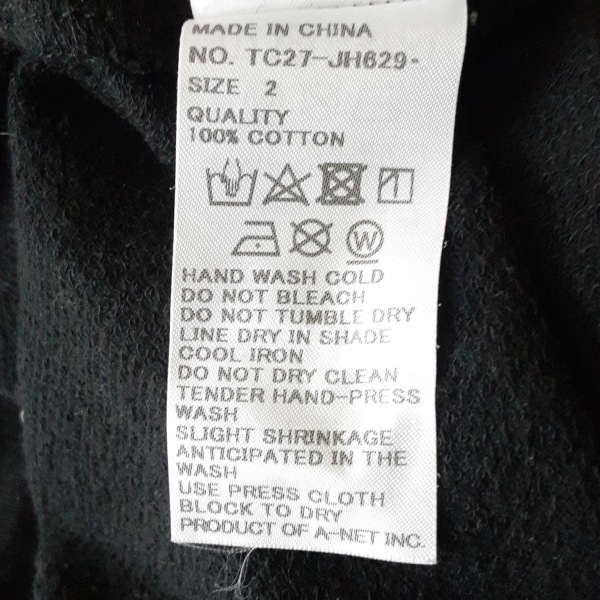 MADE IN CHINA
NO. TC27-JH629-
SIZE 2
QUALITY
100% COTTON
W
HAND WASH COLD
DO NOT BLEACH
DO NOT TUMBLE DRY
LINE DRY IN SHADE
COOL IRON
DO NOT DRY CLEAN
TENDER HAND-PRESS
WASH
SLIGHT SHRINKAGE
ANTICIPATED IN THE
WASH
USE PRESS CLOTH
BLOCK TO DRY
PRODUCT OF A-NET INC.